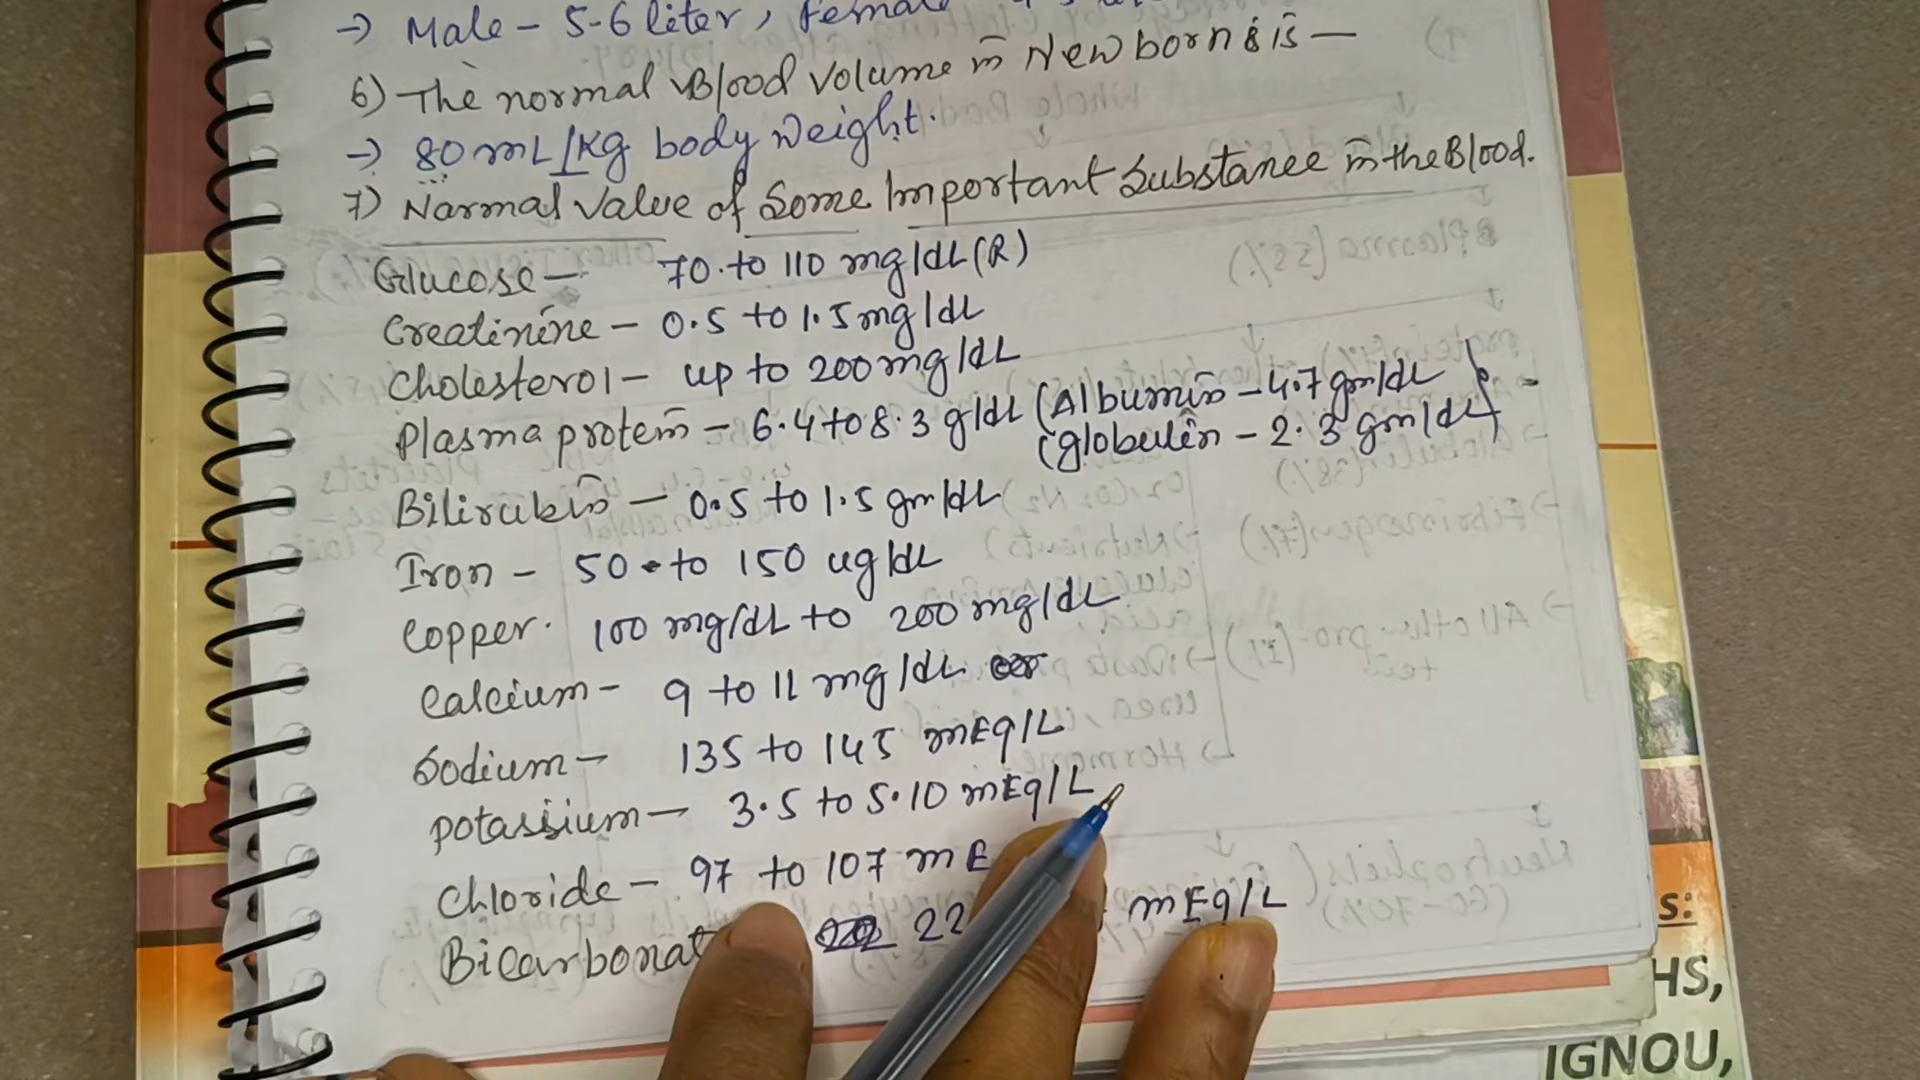 → Male - 5-6 liter, Female
6) The normal Blood Volume in New born is —
→ 80 mL/Kg body weight.
7) Normal Value of Some Important Substance in the Blood.
Glucose — 70 to 110 mg/dL (R)
Creatinine - 0.5 to 1.5 mg/dL
Cholesterol - up to 200 mg/dL
Plasma protein - 6.4 to 8.3 g/dL (Albumin - 4.7 gm/dL
(globulin - 2.3 gm/dL)
Bilirubin - 0.5 to 1.5 gm/dL
Iron - 50 to 150 ug/dL
Copper. 100 mg/dL to 200 mg/dL
Calcium - 9 to 11 mg/dL
Sodium - 135 to 145 mEq/L
potassium - 3.5 to 5.10 mEq/L
Chloride - 97 to 107 mE
Bicarbonat 22 mEq/L
s:
HS,
IGNOU,